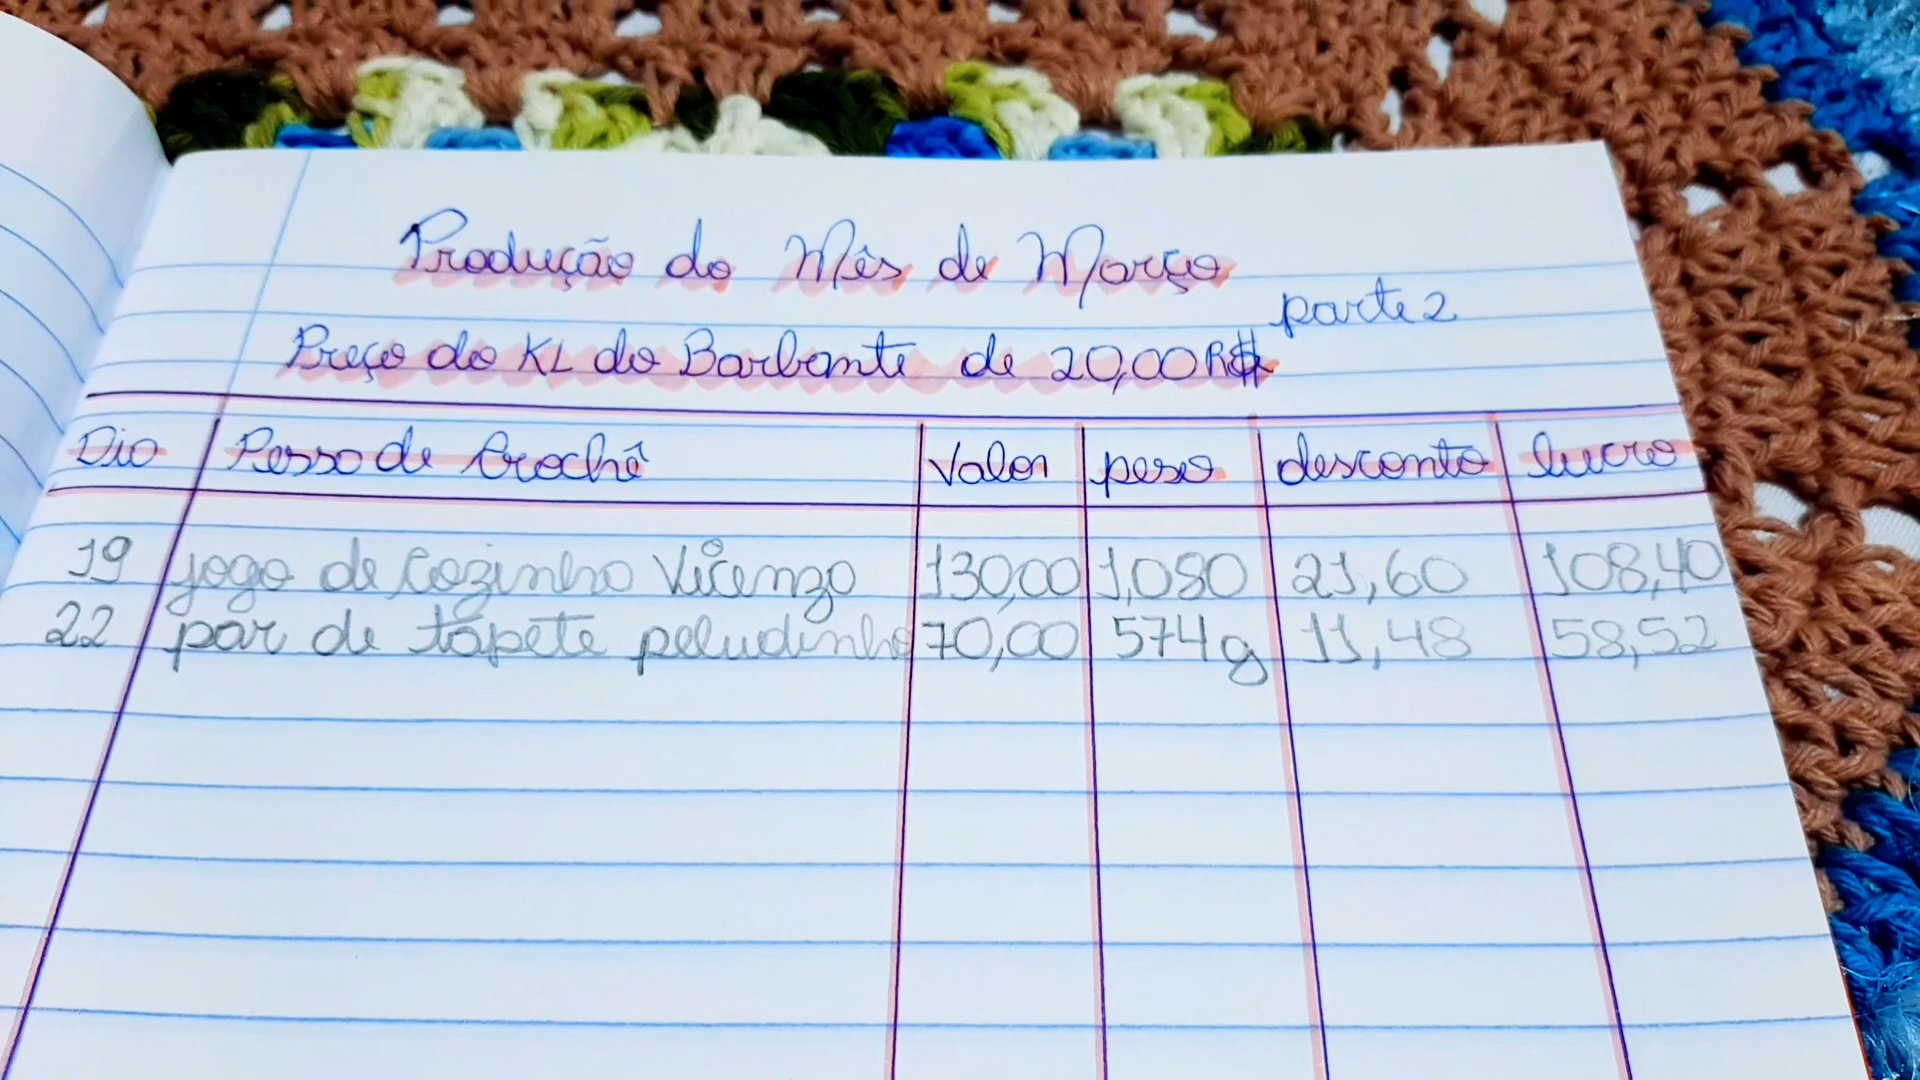 Produção do Mês de Março
parte 2
Preço do KL do Barbante de 20,00R$
Dia Pesso de Crochê Valor peso desconto lucro
19 jogo de cozinha Vicenzo 130,00 1,080 21,60 108,40
22 par de tapete peludinho 70,00 574g 11,48 58,52